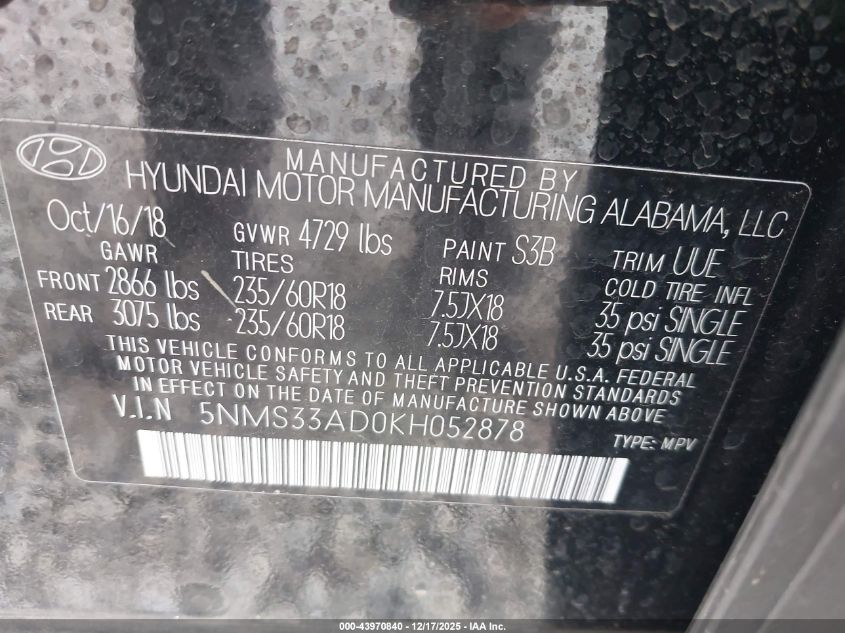 MANUFACTURED BY
HYUNDAI MOTOR MANUFACTURING ALABAMA, LLC
Oct/16/18 GVWR 4729 lbs PAINT S3B TRIM UUE
GAWR TIRES RIMS COLD TIRE INFL
FRONT 2866 lbs 235/60R18 7.5JX18 35 psi SINGLE
REAR 3075 lbs 235/60R18 7.5JX18 35 psi SINGLE
THIS VEHICLE CONFORMS TO ALL APPLICABLE U.S.A. FEDERAL
MOTOR VEHICLE SAFETY AND THEFT PREVENTION STANDARDS
IN EFFECT ON THE DATE OF MANUFACTURE SHOWN ABOVE.
V.I.N 5NMS33AD0KH052878
TYPE: MPV
000-43970840 - 12/17/2025 - IAA Inc.